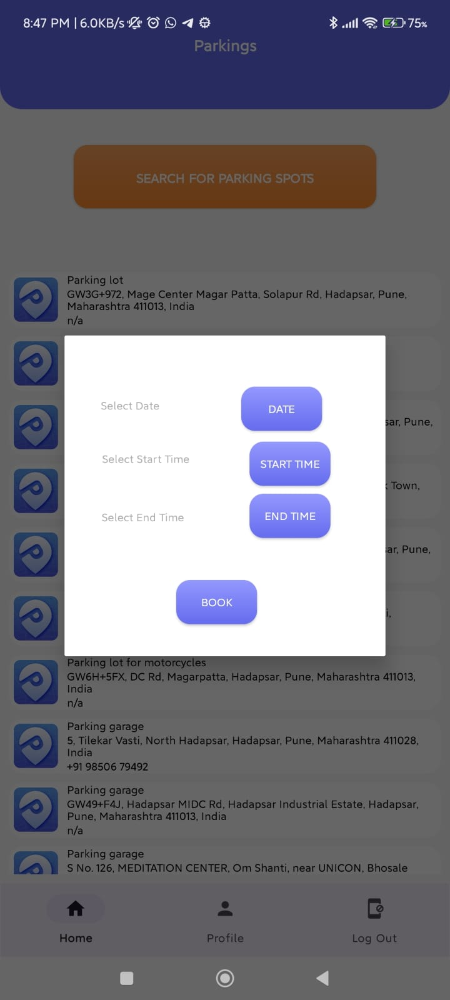 8:47 PM | 6.0KB/s
75%
Parkings
SEARCH FOR PARKING SPOTS
Parking lot
GW3G+972, Mage Center Magar Patta, Solapur Rd, Hadapsar, Pune,
Maharashtra 411013, India
n/a
sar, Pune,
Select Date
DATE
Select Start Time
START TIME
Town,
Select End Time
END TIME
ar, Pune,
BOOK
i,
Parking lot for motorcycles
GW6H+5FX, DC Rd, Magarpatta, Hadapsar, Pune, Maharashtra 411013,
India
n/a
Parking garage
5, Tilekar Vasti, North Hadapsar, Hadapsar, Pune, Maharashtra 411028,
India
+91 98506 79492
Parking garage
GW49+F4J, Hadapsar MIDC Rd, Hadapsar Industrial Estate, Hadapsar,
Pune, Maharashtra 411013, India
n/a
Parking garage
S No. 126, MEDITATION CENTER, Om Shanti, near UNICON, Bhosale
Home
Profile
Log Out